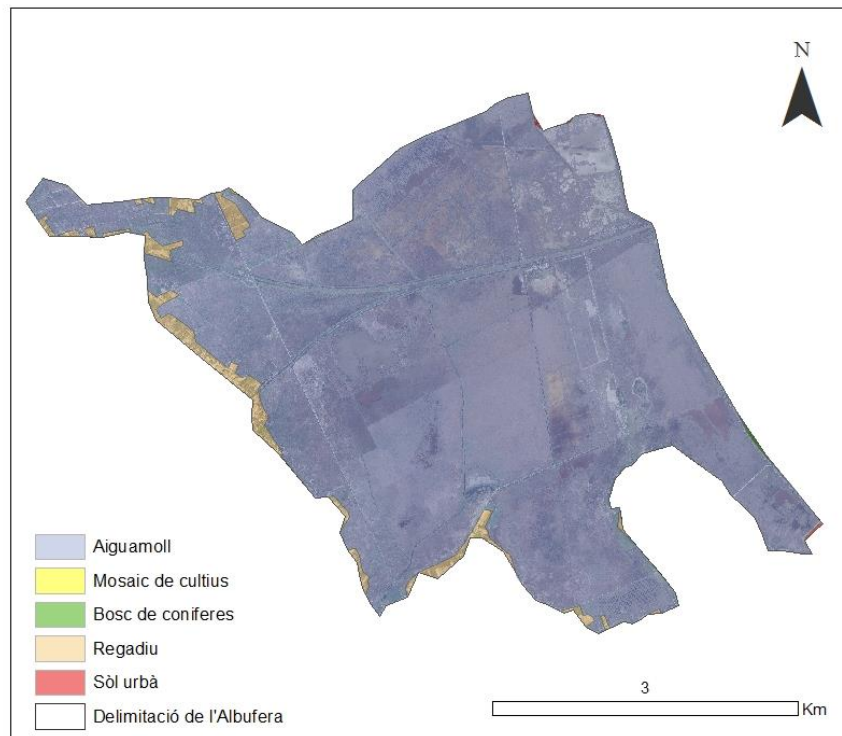 N
Aiguamoll
Mosaic de cultius
Bosc de coniferes
Regadiu
Sòl urbà
Delimitació de l'Albufera
3
Km